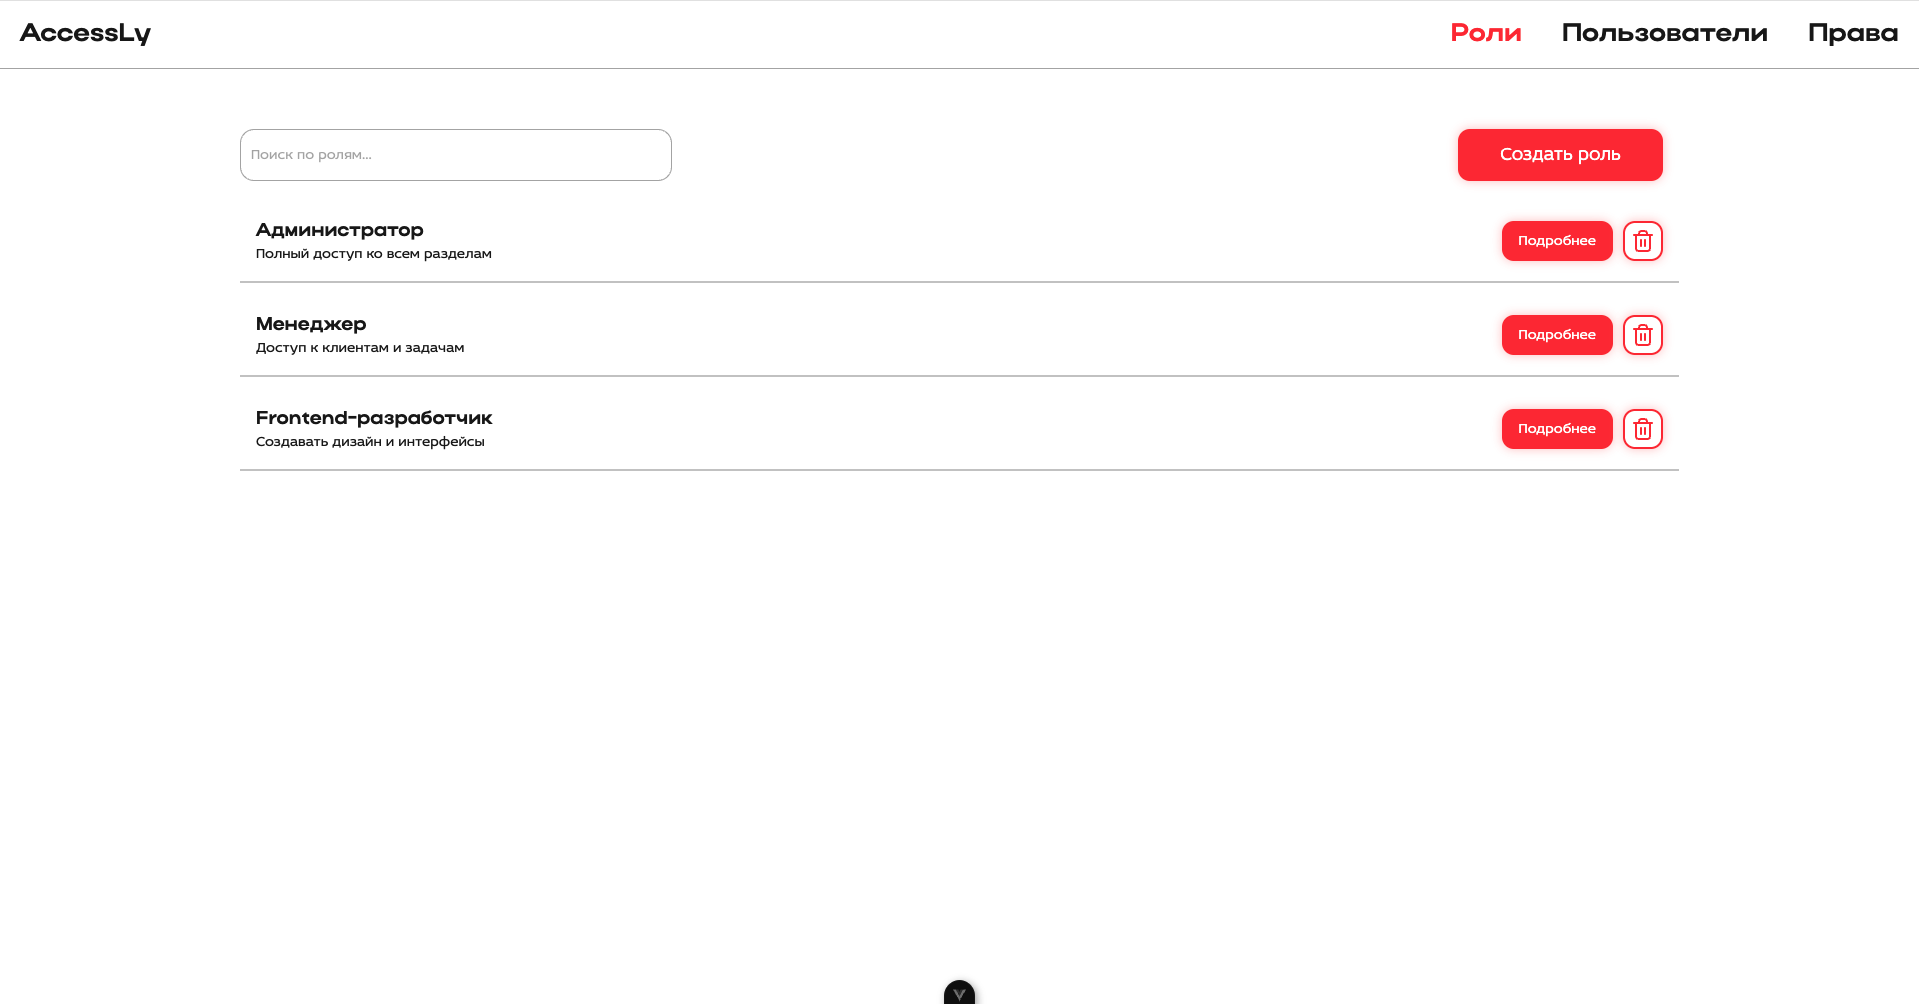 AccessLy
Роли
Пользователи
Права
Поиск по ролям...
Создать роль
Администратор
Полный доступ ко всем разделам
Подробнее
Менеджер
Доступ к клиентам и задачам
Подробнее
Frontend-разработчик
Создавать дизайн и интерфейсы
Подробнее